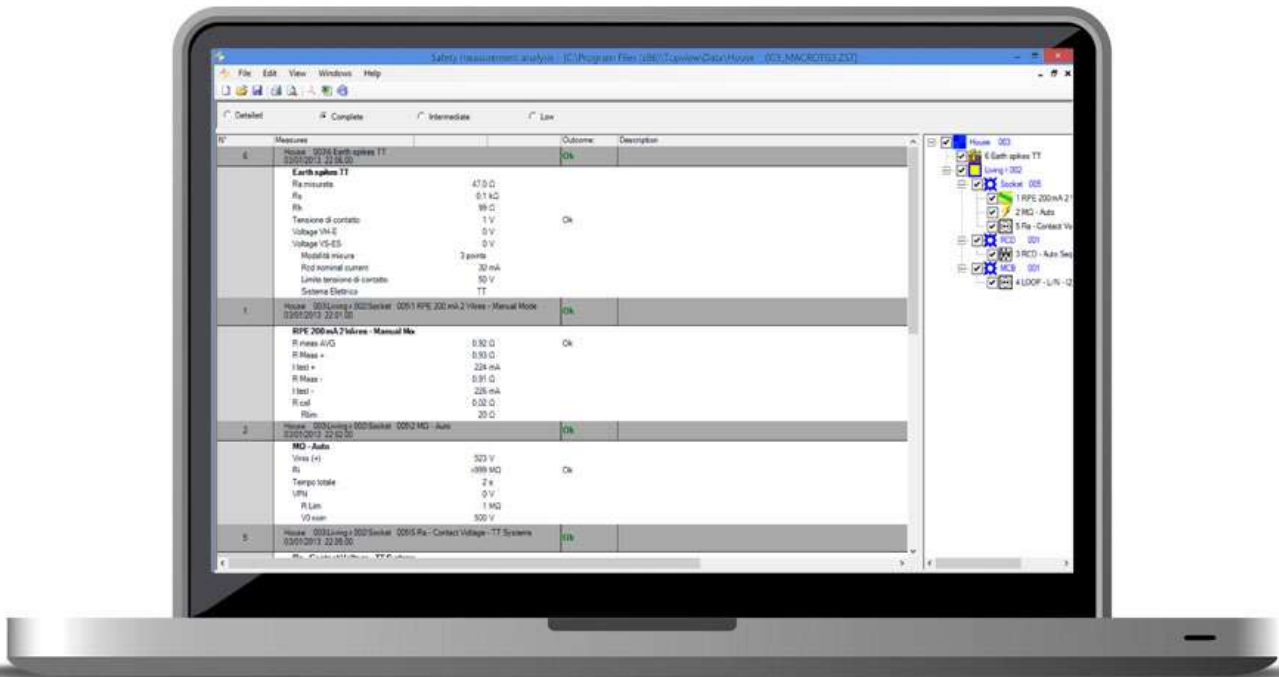 Safety measurement analysis - [C:\Program Files (x86)\Topview\Data\House 003_MACROTG3.ZST]
File Edit View Windows Help
Detailed Complete Intermediate Low
N° Measures Outcome: Description
6 House 003\6 Earth spikes TT Ok
03/01/2013 22.06.00
Earth spikes TT
Ra misurata 47.0 Ω
Rs 0.1 kΩ
Rh 99 Ω
Tensione di contatto 1 V Ok
Voltage VH-E 0 V
Voltage VS-ES 0 V
Modalità misura 3 points
Rcd nominal current 30 mA
Limite tensione di contatto 50 V
Sistema Elettrico TT
1 House 003\Living r 002\Socket 005\1 RPE 200 mA 2 Wires - Manual Mode Ok
03/01/2013 22.01.00
RPE 200 mA 2 Wires - Manual Mo
R meas AVG 0.92 Ω Ok
R Meas + 0.93 Ω
I test + 224 mA
R Meas - 0.91 Ω
I test - 226 mA
R cal 0.02 Ω
Rlim 20 Ω
2 House 003\Living r 002\Socket 005\2 MΩ - Auto Ok
03/01/2013 22.02.00
MΩ - Auto
Vmis (+) 523 V
Ri >999 MΩ Ok
Tempo totale 2 s
VPN 0 V
R Lim 1 MΩ
V0 nom 500 V
5 House 003\Living r 002\Socket 005\5 Ra - Contact Voltage - TT Systems Ok
03/01/2013 22.05.00
House 003
6 Earth spikes TT
Living r 002
Socket 005
1 RPE 200 mA 2
2 MΩ - Auto
5 Ra - Contact Vo
RCD 001
3 RCD - Auto Seq
MCB 001
4 LOOP - L/N - I2